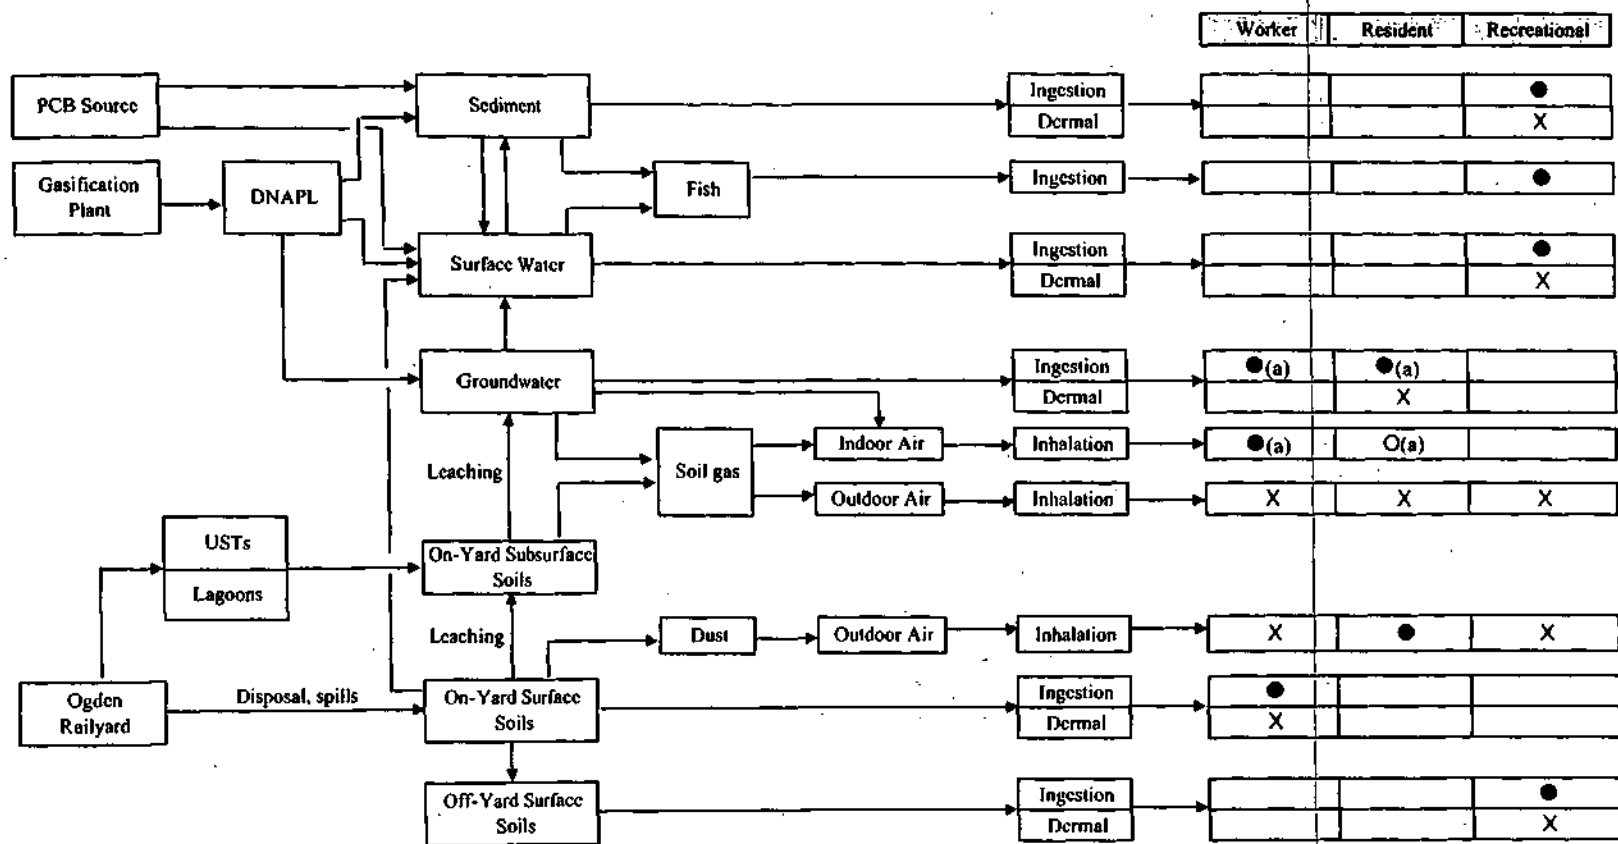 Worker Resident Recreational
PCB Source
Sediment
Ingestion
●
Dermal
X
Gasification
Plant
DNAPL
Fish
Ingestion
●
Surface Water
Ingestion
●
Dermal
X
Groundwater
Ingestion
●(a) ●(a)
Dermal
X
Leaching
Soil gas
Indoor Air
Inhalation
●(a) O(a)
Outdoor Air
Inhalation
X X X
USTs
Lagoons
On-Yard Subsurface
Soils
Leaching
Dust
Outdoor Air
Inhalation
X ● X
Ogden
Railyard
Disposal, spills
On-Yard Surface
Soils
Ingestion
●
Dermal
X
Off-Yard Surface
Soils
Ingestion
●
Dermal
X